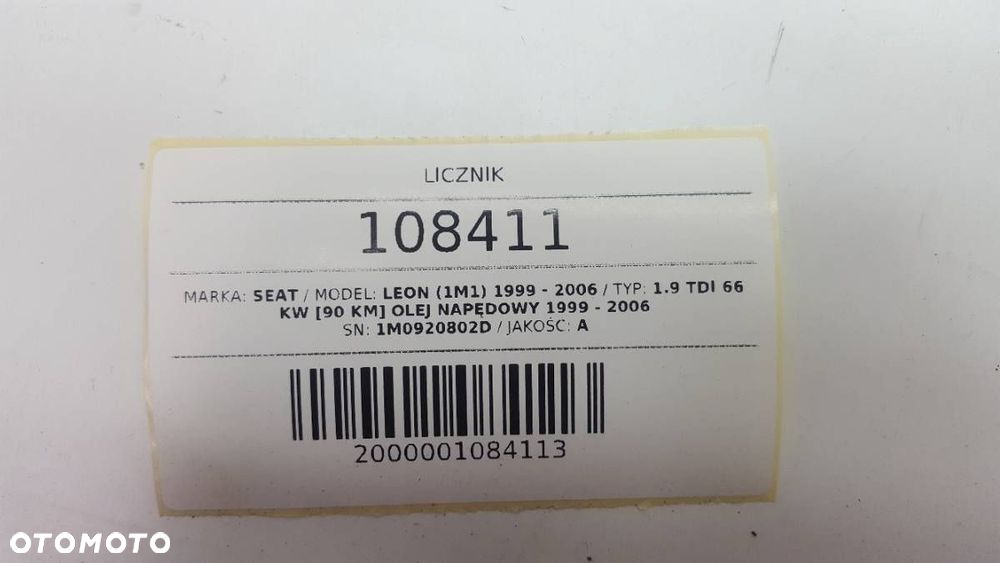 LICZNIK
108411
MARKA: SEAT / MODEL: LEON (1M1) 1999 - 2006 / TYP: 1.9 TDI 66
KW [90 KM] OLEJ NAPĘDOWY 1999 - 2006
SN: 1M0920802D / JAKOŚĆ: A
2000001084113
OTOMOTO